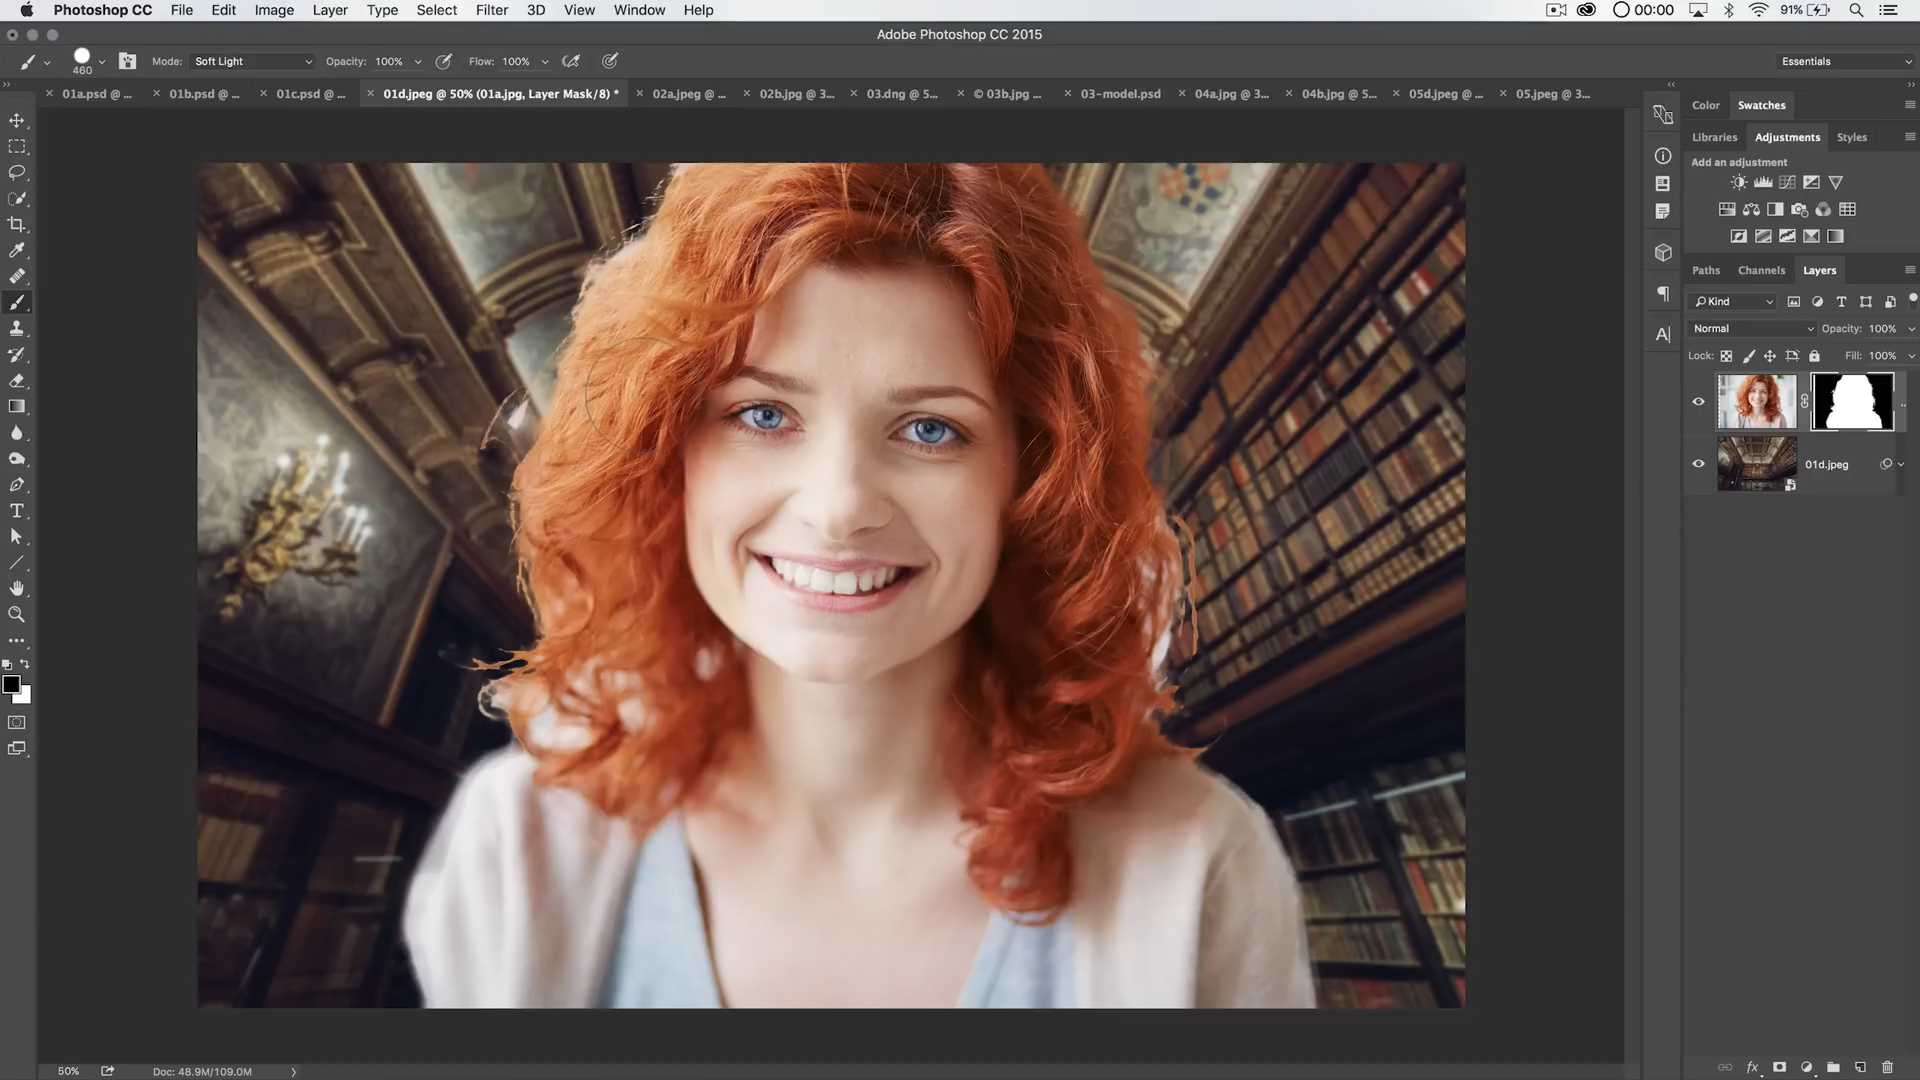 Photoshop CC File Edit Image Layer Type Select Filter 3D View Window Help 00:00 91%
Adobe Photoshop CC 2015
460 Mode: Soft Light Opacity: 100% Flow: 100% Essentials
01a.psd @ ... 01b.psd @ ... 01c.psd @ ... 01d.jpeg @ 50% (01a.jpg, Layer Mask/8) * 02a.jpeg @ ... 02b.jpg @ 3... 03.dng @ 5... © 03b.jpg ... 03-model.psd 04a.jpg @ 3... 04b.jpg @ 5... 05d.jpeg @ ... 05.jpeg @ 3...
Color Swatches
Libraries Adjustments Styles
Add an adjustment
Paths Channels Layers
Kind
Normal Opacity: 100%
Lock: Fill: 100%
01d.jpeg
50% Doc: 48.9M/109.0M